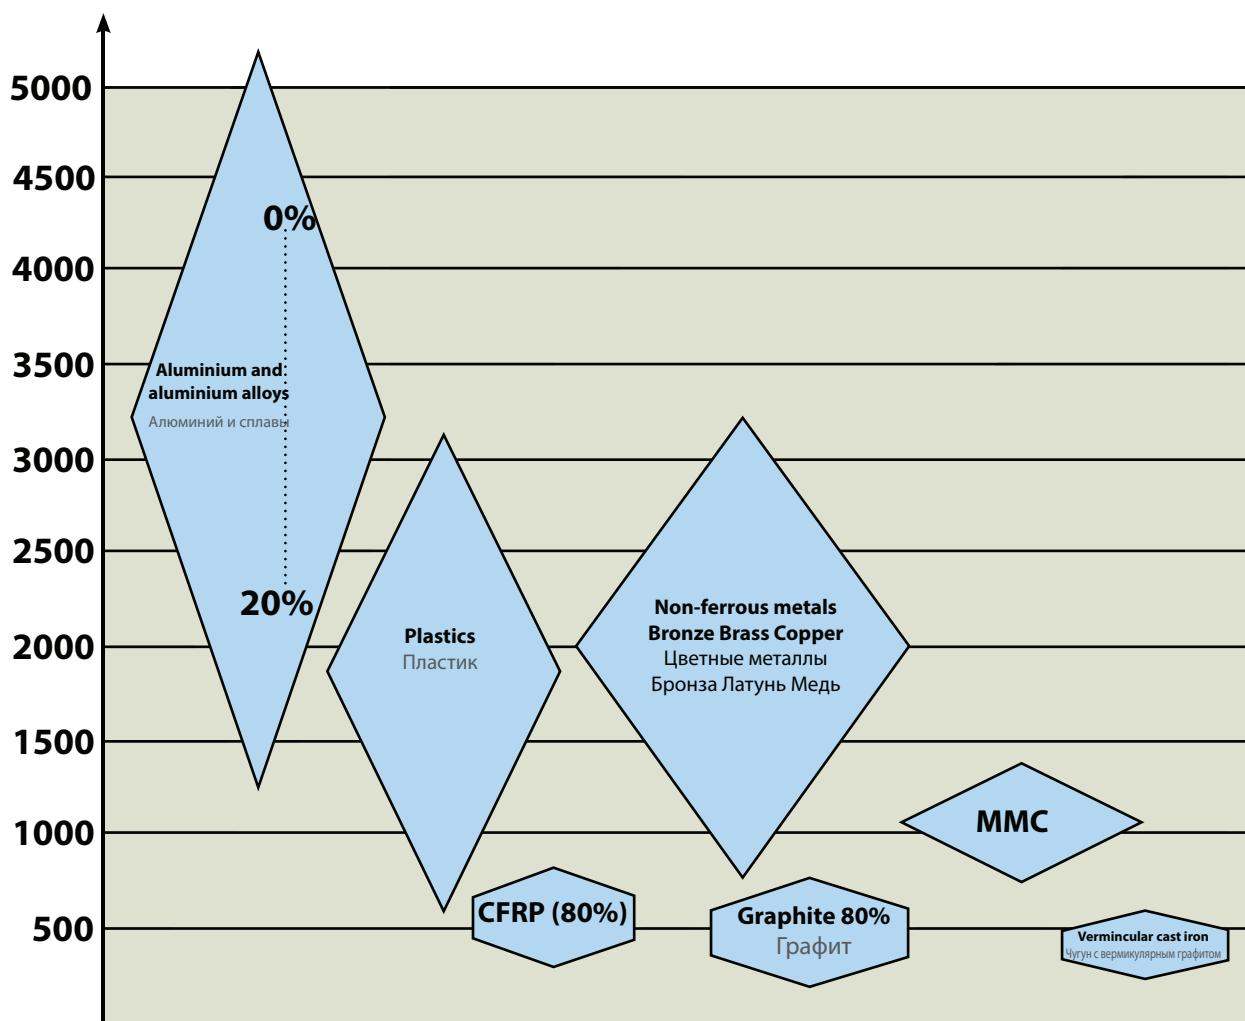 5000
4500
0%
4000
3500
Aluminium and
aluminium alloys
Алюминий и сплавы
3000
2500
20%
Non-ferrous metals
Bronze Brass Copper
Цветные металлы
Бронза Латунь Медь
Plastics
Пластик
2000
1500
MMC
1000
CFRP (80%)
Graphite 80%
Графит
500
Vermincular cast iron
Чугун с вермикулярным графитом